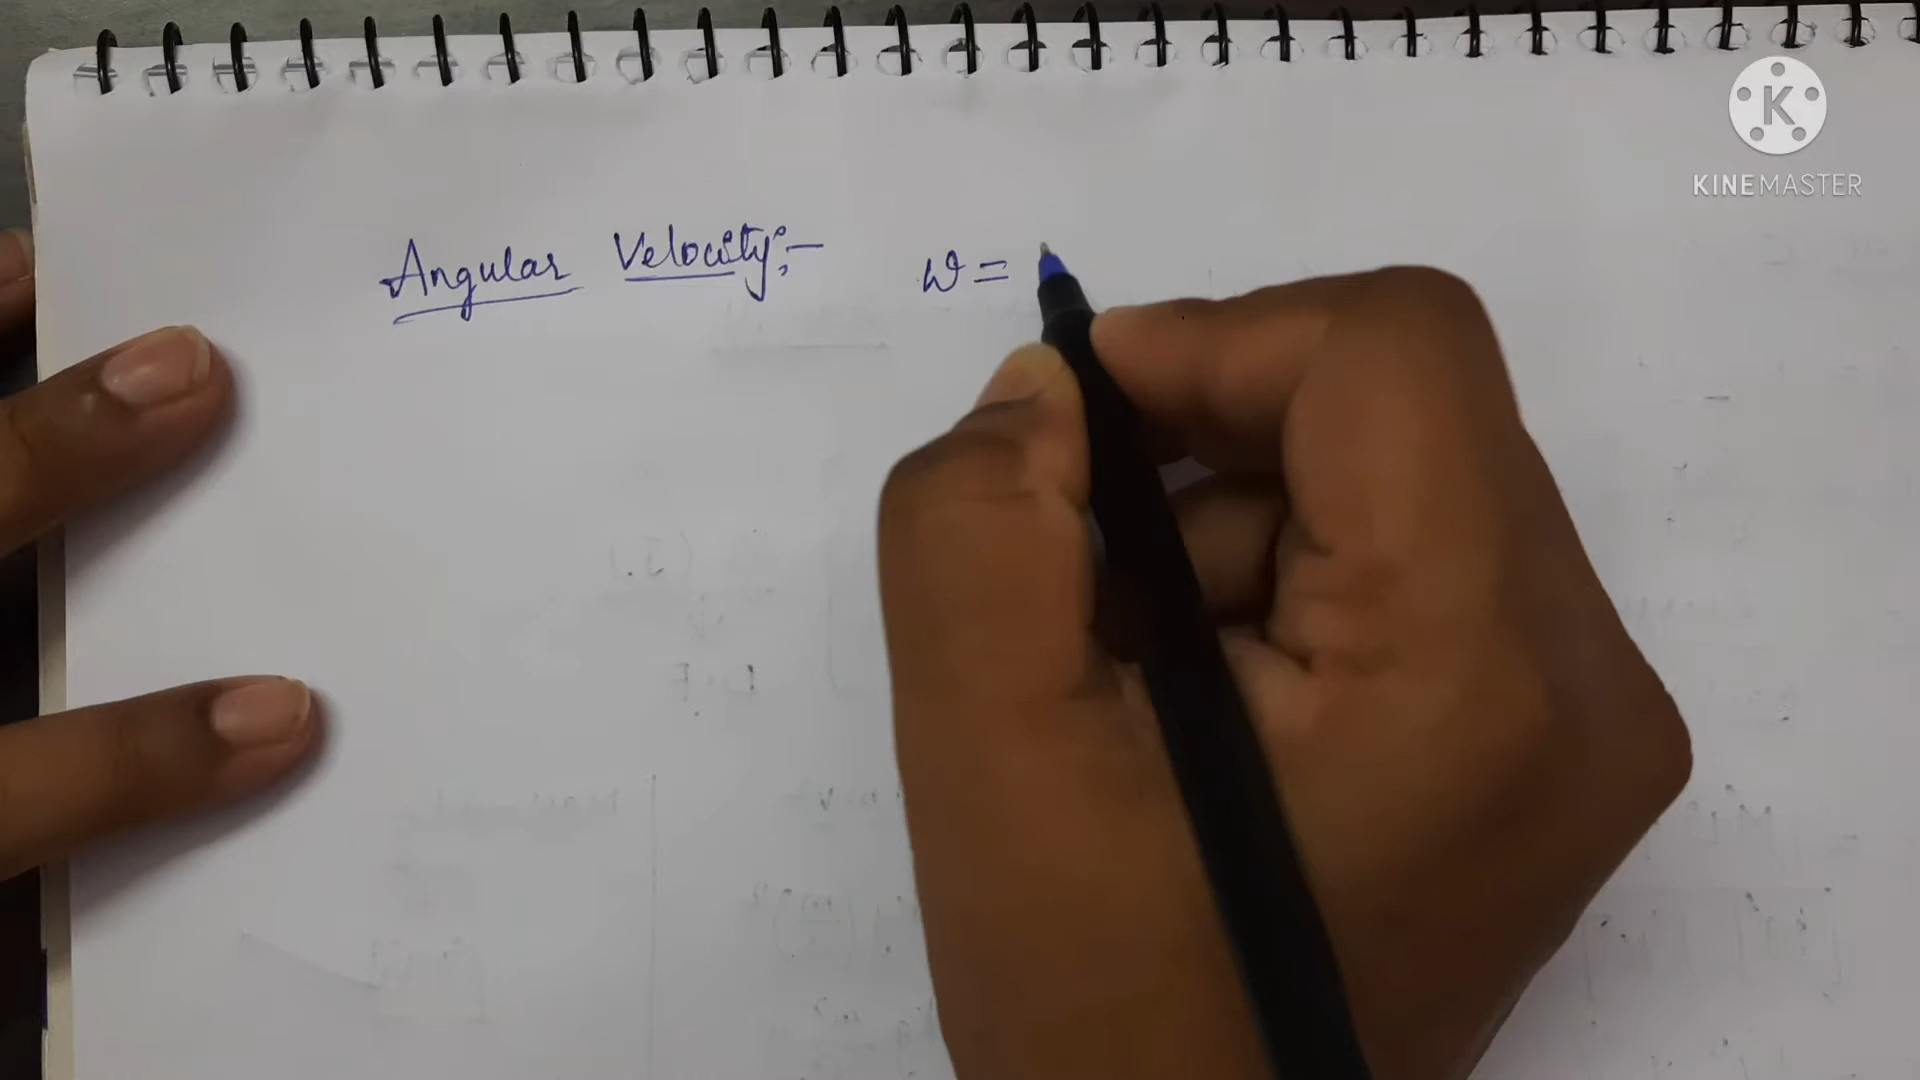 K
KINEMASTER
Angular Velocity:- ω =